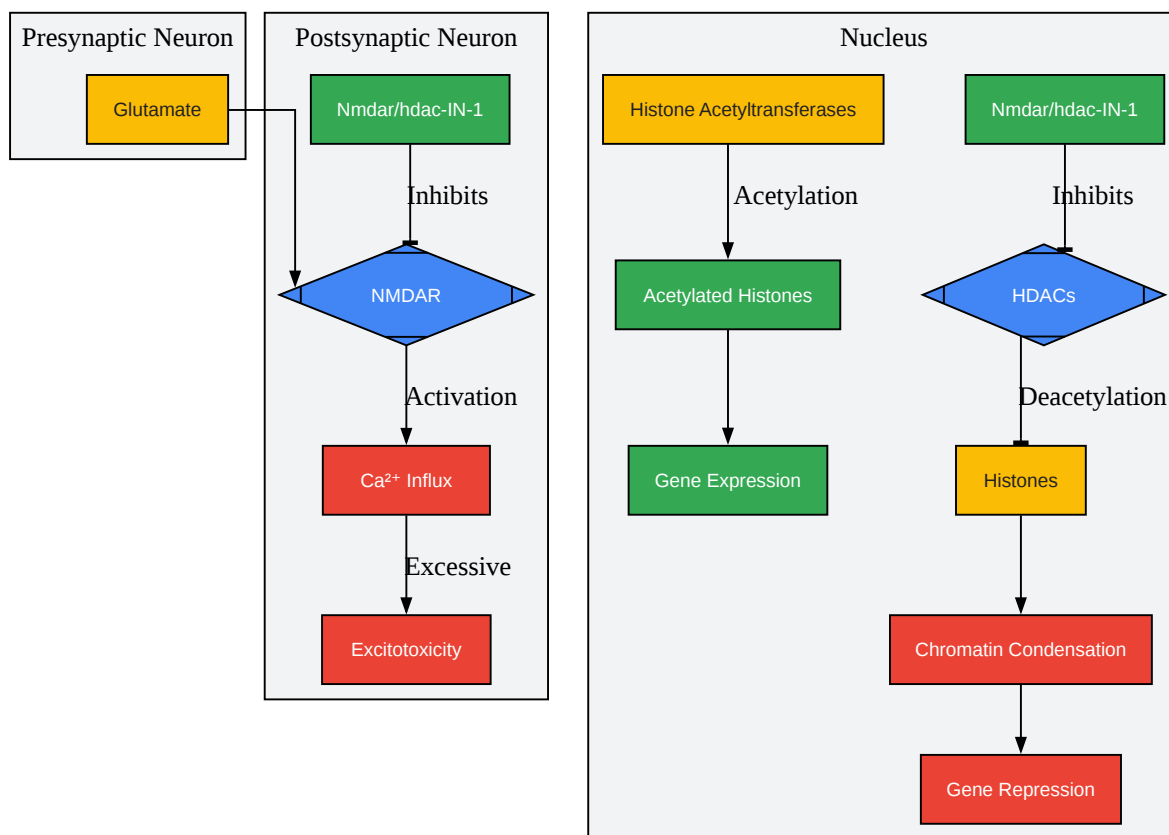 Presynaptic Neuron
Glutamate
Postsynaptic Neuron
Nmdar/hdac-IN-1
Inhibits
NMDAR
Activation
Ca²⁺ Influx
Excessive
Excitotoxicity
Nucleus
Histone Acetyltransferases
Acetylation
Acetylated Histones
Gene Expression
Nmdar/hdac-IN-1
Inhibits
HDACs
Deacetylation
Histones
Chromatin Condensation
Gene Repression